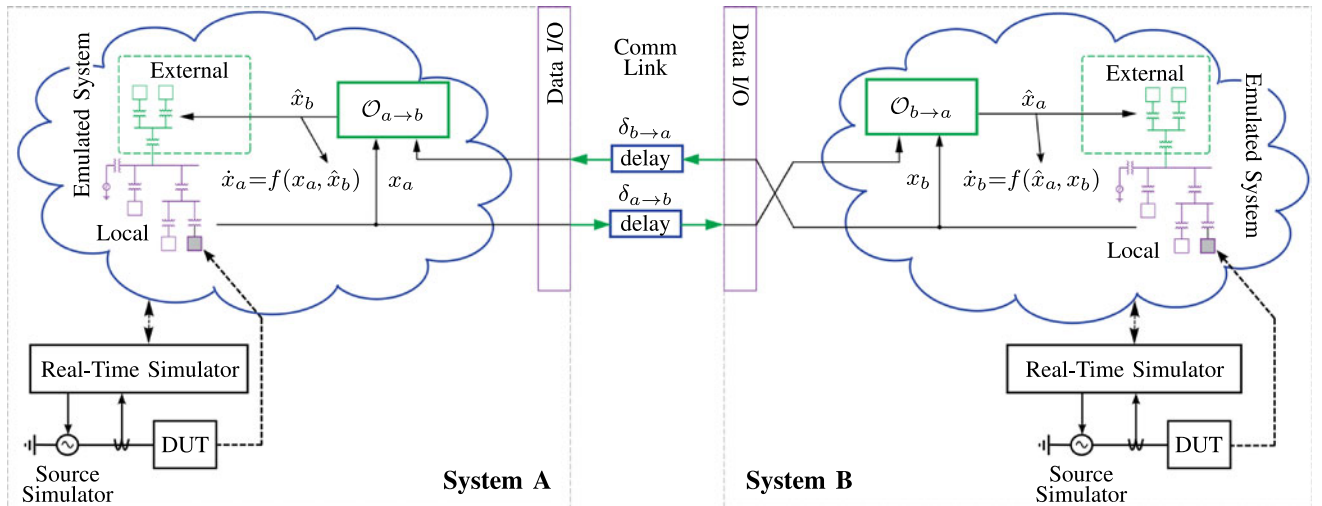 Emulated System
External
x̂_b
𝒪_{a→b}
ẋ_a=f(x_a, x̂_b)
x_a
Local
Real-Time Simulator
DUT
Source
Simulator
System A
Data I/O
Comm
Link
δ_{b→a}
delay
δ_{a→b}
delay
Data I/O
𝒪_{b→a}
x̂_a
External
Emulated System
x_b
ẋ_b=f(x̂_a, x_b)
Local
Real-Time Simulator
DUT
Source
Simulator
System B